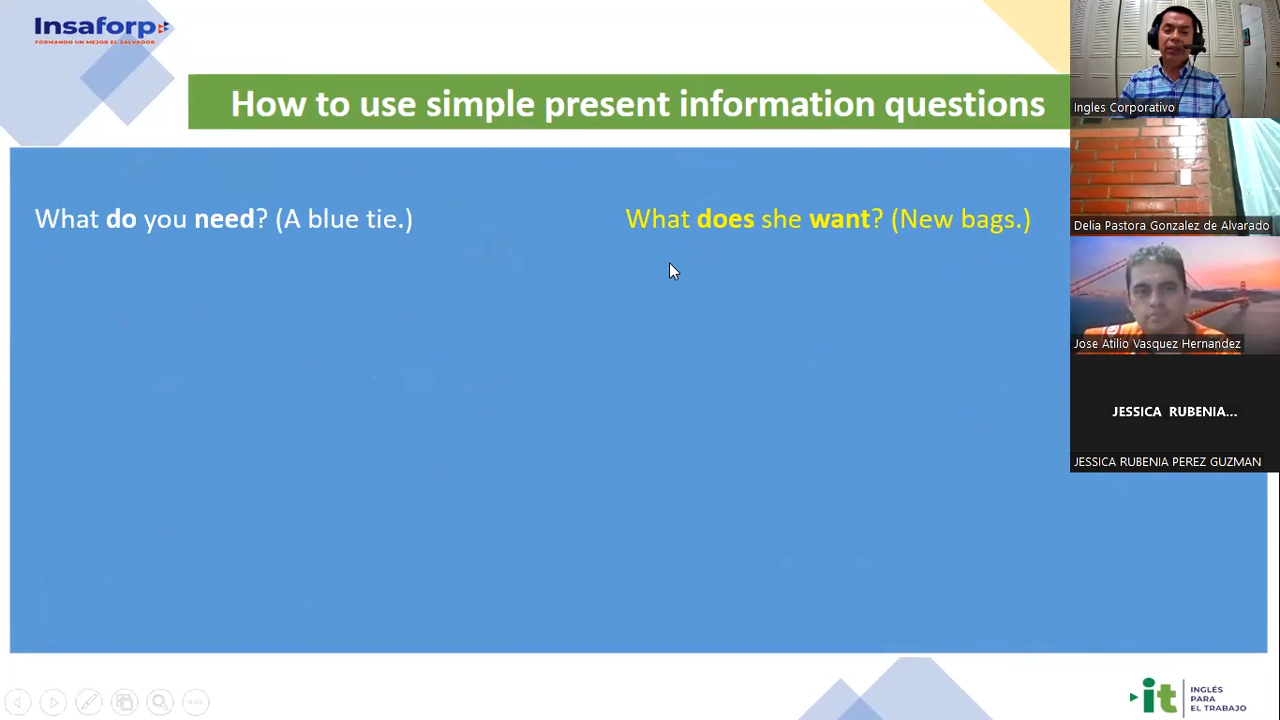 Insaforp
FORMANDO UN MEJOR EL SALVADOR
How to use simple present information questions
What do you need? (A blue tie.)
What does she want? (New bags.)
Ingles Corporativo
Delia Pastora Gonzalez de Alvarado
Jose Atilio Vasquez Hernandez
JESSICA RUBENIA...
JESSICA RUBENIA PEREZ GUZMAN
it
INGLÉS
PARA
EL TRABAJO